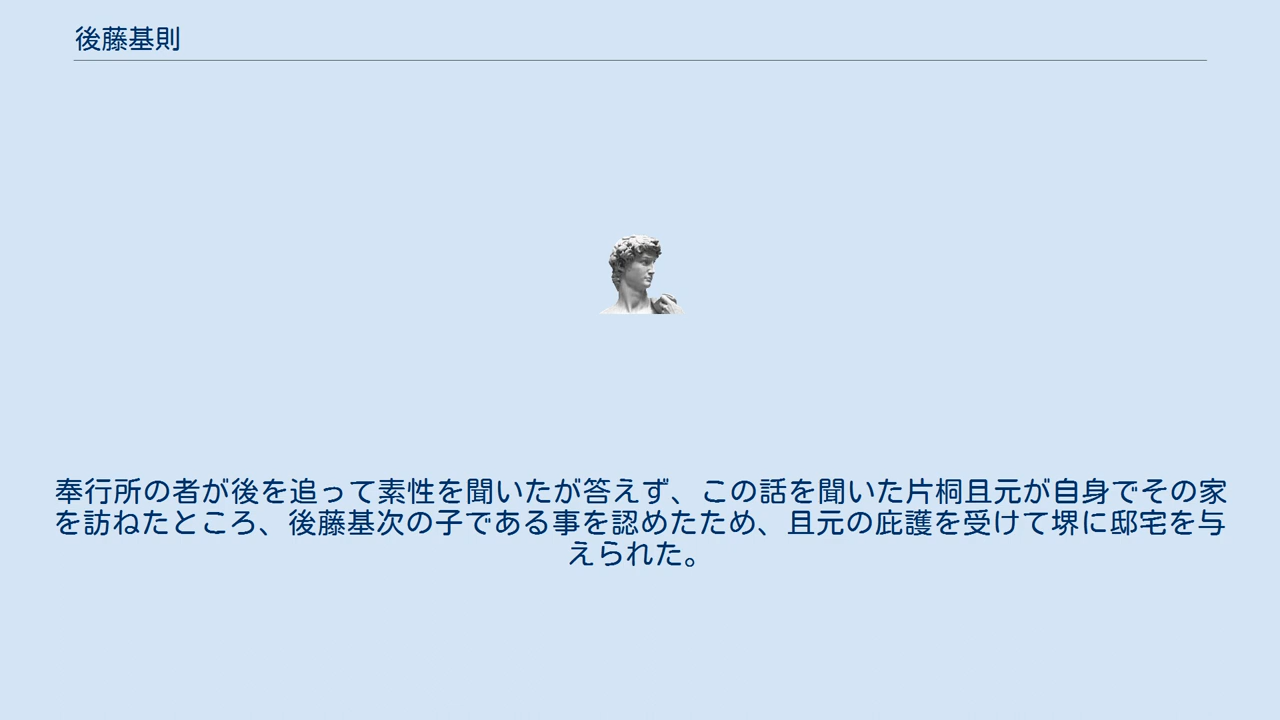 後藤基則
奉行所の者が後を追って素性を聞いたが答えず、この話を聞いた片桐且元が自身でその家
を訪ねたところ、後藤基次の子である事を認めたため、且元の庇護を受けて堺に邸宅を与
えられた。